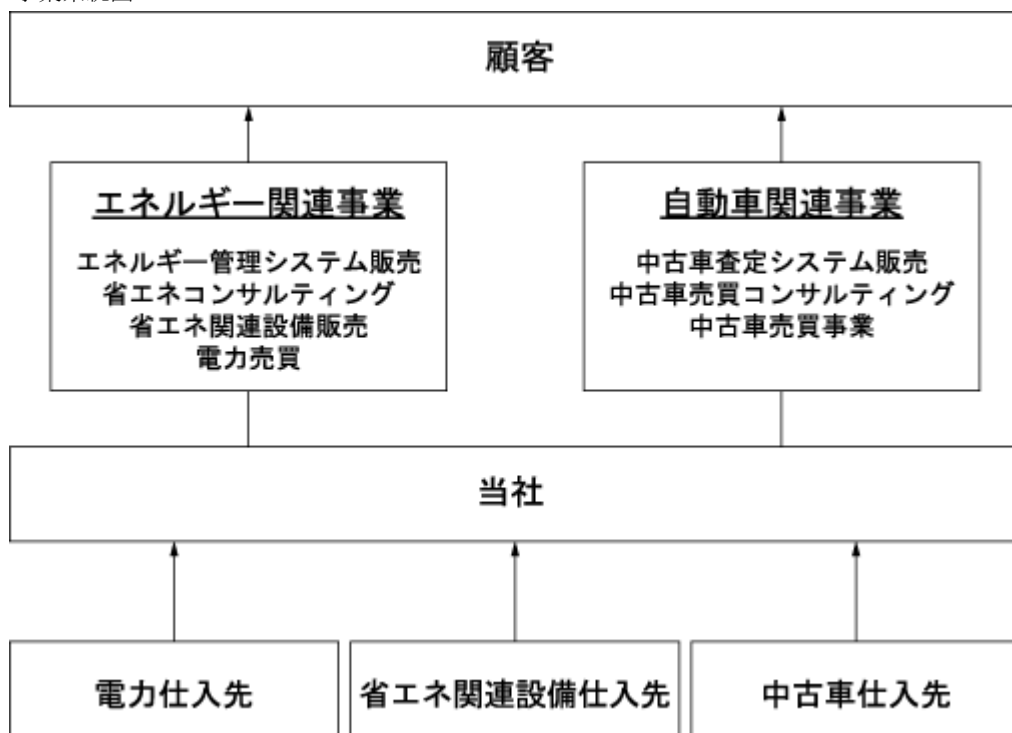 顧客
エネルギー関連事業
エネルギー管理システム販売
省エネコンサルティング
省エネ関連設備販売
電力売買
自動車関連事業
中古車査定システム販売
中古車売買コンサルティング
中古車売買事業
当社
電力仕入先
省エネ関連設備仕入先
中古車仕入先